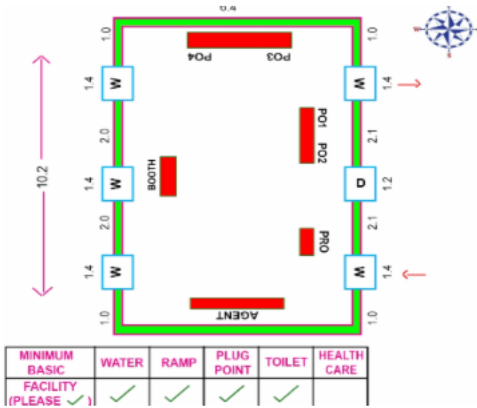 6.4
1.0
1.0
PO4
PO3
1.4
W
W
1.4
2.0
PO1
PO2
2.1
10.2
1.4
W
BOOTH
D
1.2
2.0
PRO
2.1
1.4
W
W
1.4
AGENT
1.0
1.0
MINIMUM BASIC FACILITY (PLEASE ✓)
WATER
RAMP
PLUG POINT
TOILET
HEALTH CARE
✓ ✓ ✓ ✓